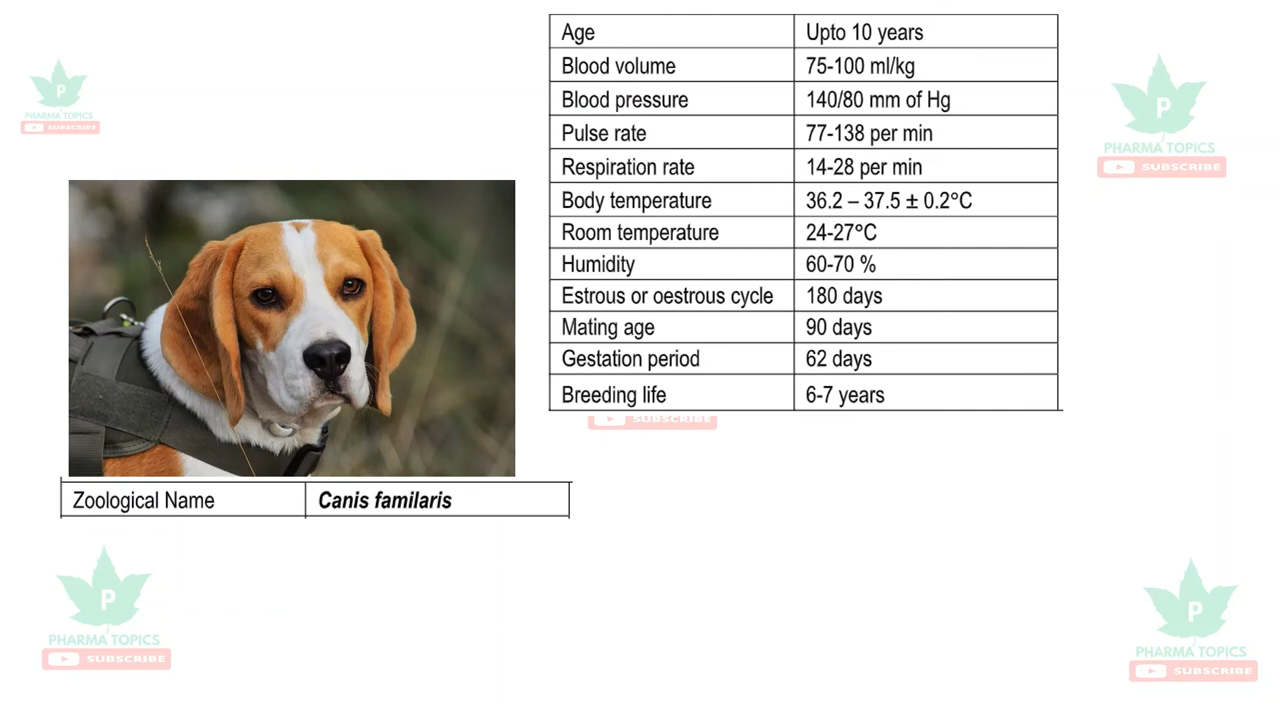 Age Upto 10 years
Blood volume 75-100 ml/kg
Blood pressure 140/80 mm of Hg
Pulse rate 77-138 per min
Respiration rate 14-28 per min
Body temperature 36.2 – 37.5 ± 0.2°C
Room temperature 24-27°C
Humidity 60-70 %
Estrous or oestrous cycle 180 days
Mating age 90 days
Gestation period 62 days
Breeding life 6-7 years
SUBSCRIBE
Zoological Name Canis familaris
P
PHARMA TOPICS
SUBSCRIBE
P
PHARMA TOPICS
SUBSCRIBE
P
PHARMA TOPICS
SUBSCRIBE
P
PHARMA TOPICS
SUBSCRIBE